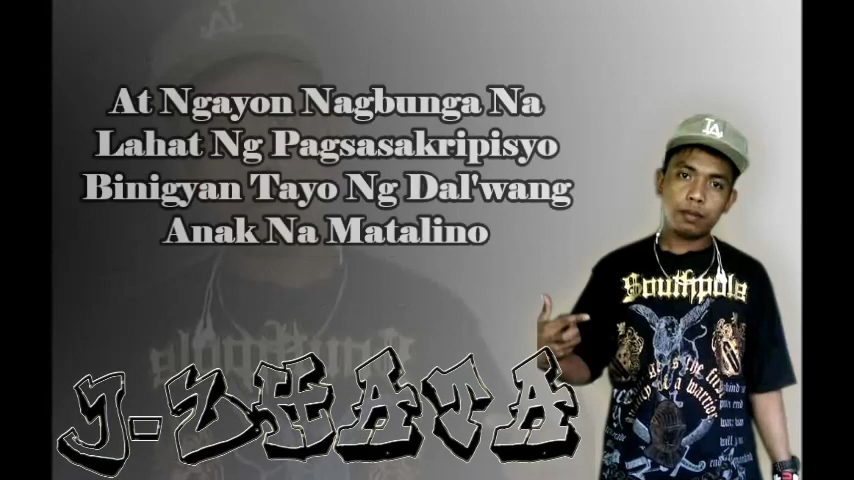 At Ngayon Nagbunga Na
Lahat Ng Pagsasakripisyo
Binigyan Tayo Ng Dal'wang
Anak Na Matalino
LA
Southpole
J-ZHATA